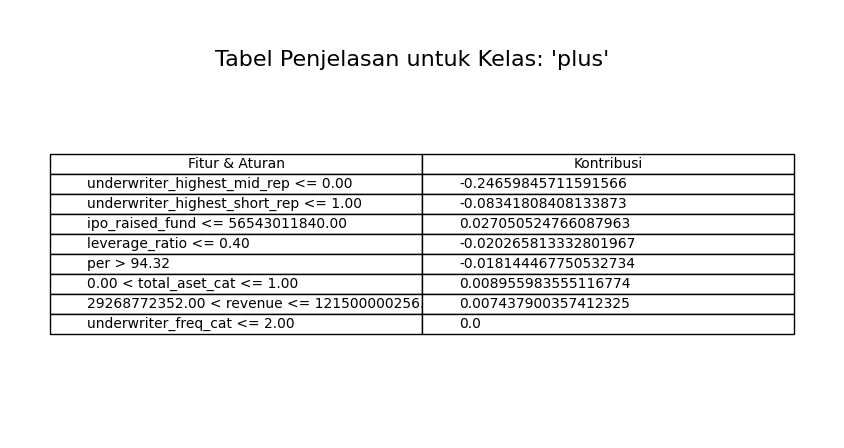 Tabel Penjelasan untuk Kelas: 'plus'
Fitur & Aturan Kontribusi
underwriter_highest_mid_rep <= 0.00 -0.24659845711591566
underwriter_highest_short_rep <= 1.00 -0.08341808408133873
ipo_raised_fund <= 56543011840.00 0.027050524766087963
leverage_ratio <= 0.40 -0.020265813332801967
per > 94.32 -0.018144467750532734
0.00 < total_aset_cat <= 1.00 0.008955983555116774
29268772352.00 < revenue <= 121500000256. 0.007437900357412325
underwriter_freq_cat <= 2.00 0.0